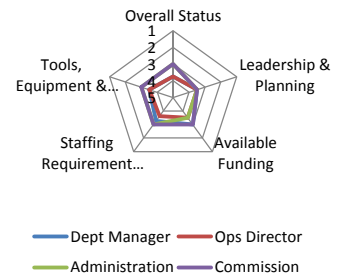 Overall Status
1
2
3
4
5
Tools,
Equipment &...
Leadership &
Planning
Staffing
Requirement...
Available
Funding
Dept Manager
Ops Director
Administration
Commission